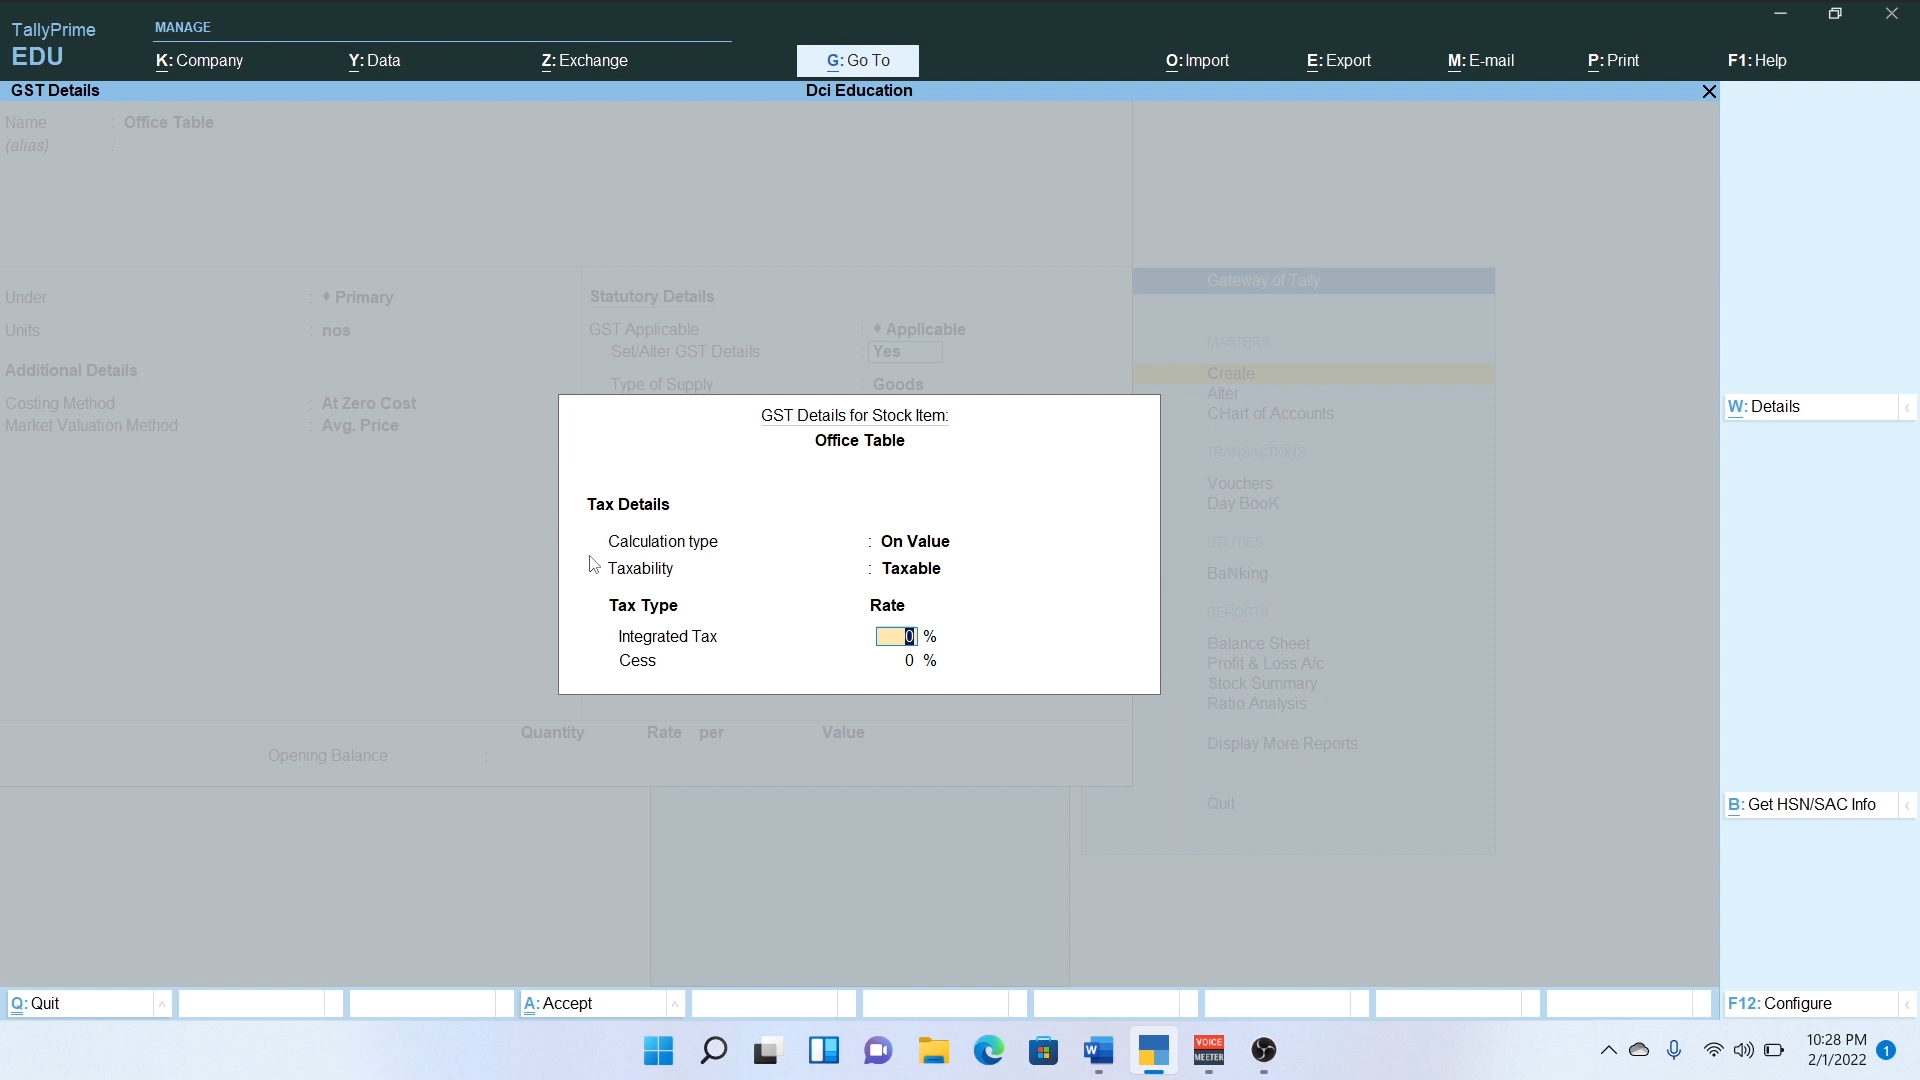 TallyPrime
EDU
MANAGE
K: Company
Y: Data
Z: Exchange
G: Go To
O: Import
E: Export
M: E-mail
P: Print
F1: Help
GST Details
Dci Education
Name : Office Table
(alias) :
Under : ♦ Primary
Units : nos
Additional Details
Costing Method : At Zero Cost
Market Valuation Method : Avg. Price
Statutory Details
GST Applicable : ♦ Applicable
Set/Alter GST Details : Yes
Type of Supply : Goods
GST Details for Stock Item:
Office Table
Tax Details
Calculation type : On Value
Taxability : Taxable
Tax Type Rate
Integrated Tax 0 %
Cess 0 %
Quantity Rate per Value
Opening Balance :
Gateway of Tally
MASTERS
Create
Alter
CHart of Accounts
TRANSACTIONS
Vouchers
Day BooK
UTILITIES
BaNking
REPORTS
Balance Sheet
Profit & Loss A/c
Stock Summary
Ratio Analysis
Display More Reports
Quit
W: Details
B: Get HSN/SAC Info
F12: Configure
Q: Quit
A: Accept
W
VOICE
MEETER
10:28 PM
2/1/2022
1